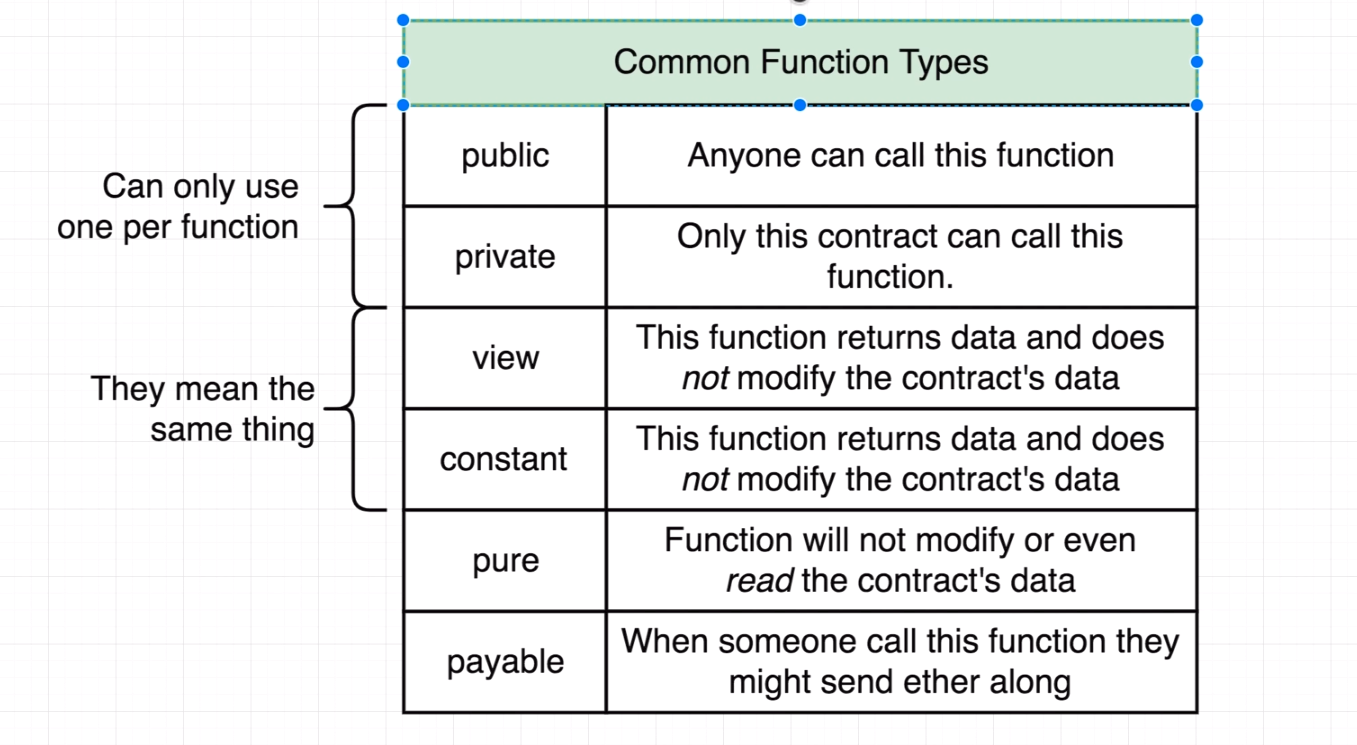 Common Function Types
Can only use
one per function
public
Anyone can call this function
private
Only this contract can call this
function.
They mean the
same thing
view
This function returns data and does
not modify the contract's data
constant
This function returns data and does
not modify the contract's data
pure
Function will not modify or even
read the contract's data
payable
When someone call this function they
might send ether along